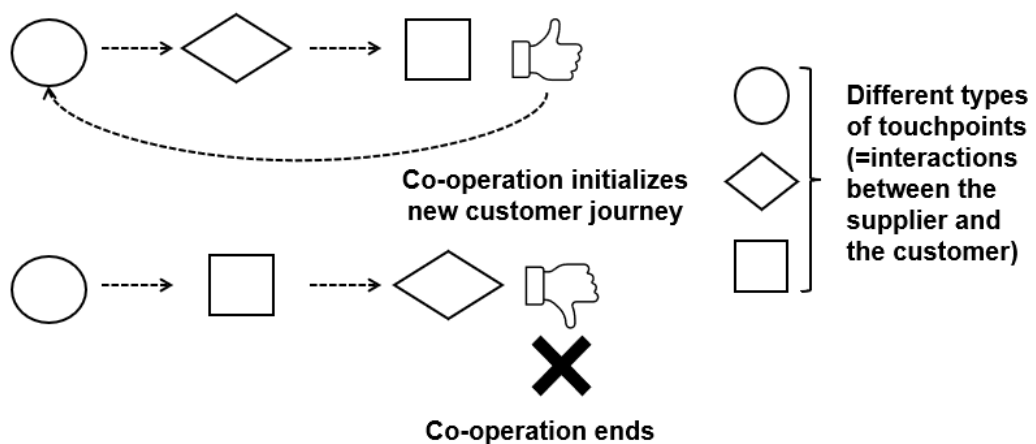 Co-operation initializes
new customer journey
Different types
of touchpoints
(=interactions
between the
supplier and
the customer)
Co-operation ends